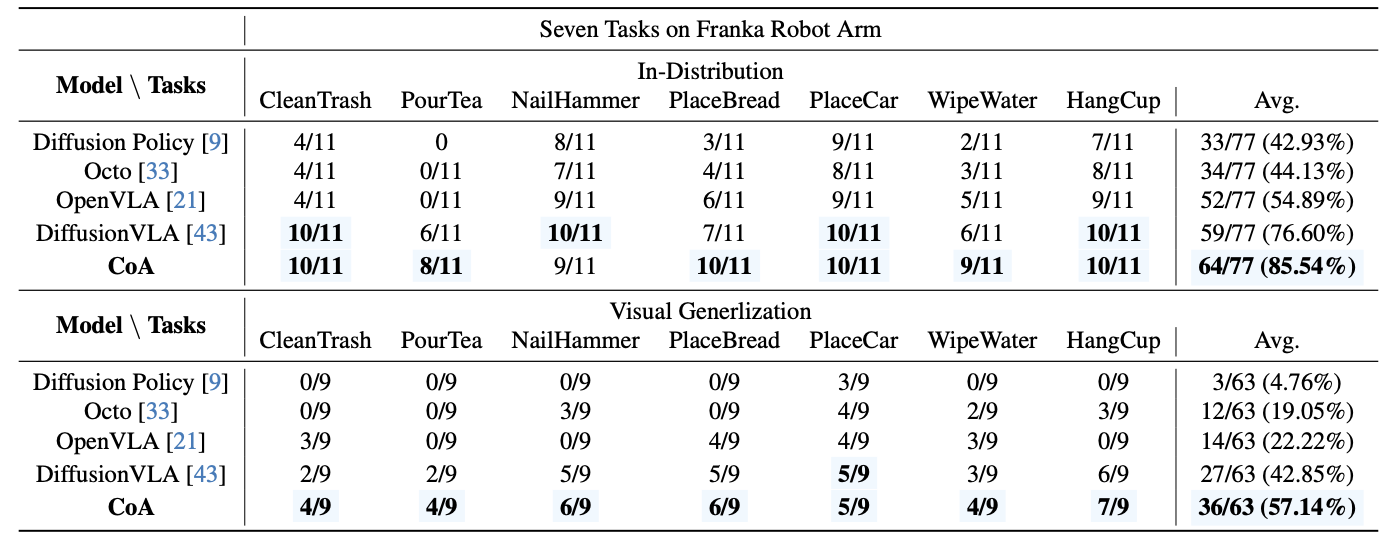 Seven Tasks on Franka Robot Arm
Model \ Tasks
In-Distribution
CleanTrash PourTea NailHammer PlaceBread PlaceCar WipeWater HangCup Avg.
Diffusion Policy [9] 4/11 0 8/11 3/11 9/11 2/11 7/11 33/77 (42.93%)
Octo [33] 4/11 0/11 7/11 4/11 8/11 3/11 8/11 34/77 (44.13%)
OpenVLA [21] 4/11 0/11 9/11 6/11 9/11 5/11 9/11 52/77 (54.89%)
DiffusionVLA [43] 10/11 6/11 10/11 7/11 10/11 6/11 10/11 59/77 (76.60%)
CoA 10/11 8/11 9/11 10/11 10/11 9/11 10/11 64/77 (85.54%)
Model \ Tasks
Visual Generlization
CleanTrash PourTea NailHammer PlaceBread PlaceCar WipeWater HangCup Avg.
Diffusion Policy [9] 0/9 0/9 0/9 0/9 3/9 0/9 0/9 3/63 (4.76%)
Octo [33] 0/9 0/9 3/9 0/9 4/9 2/9 3/9 12/63 (19.05%)
OpenVLA [21] 3/9 0/9 0/9 4/9 4/9 3/9 0/9 14/63 (22.22%)
DiffusionVLA [43] 2/9 2/9 5/9 5/9 5/9 3/9 6/9 27/63 (42.85%)
CoA 4/9 4/9 6/9 6/9 5/9 4/9 7/9 36/63 (57.14%)